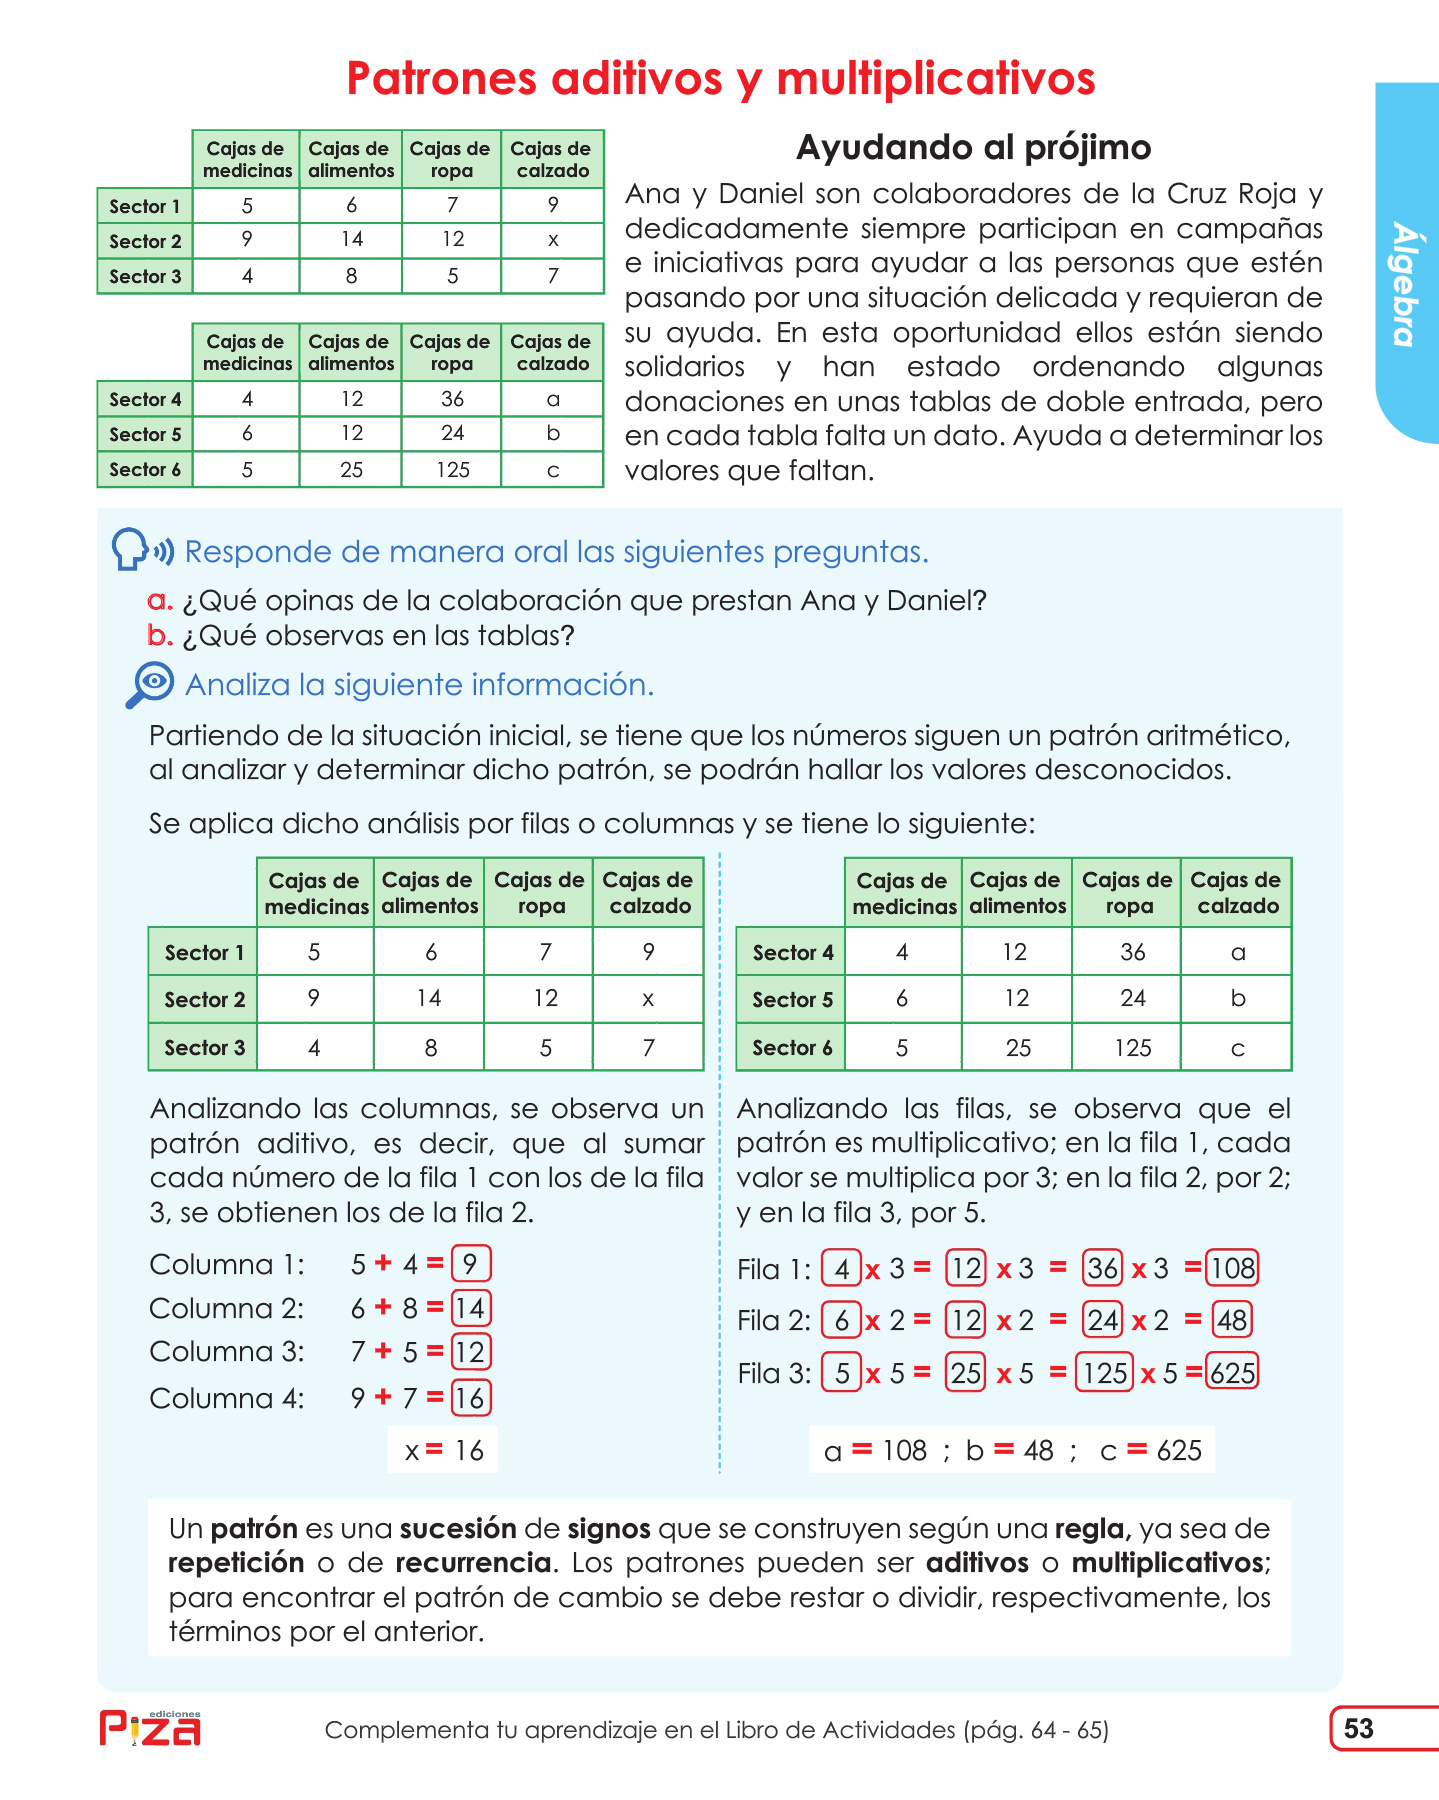 Patrones aditivos y multiplicativos
Cajas de medicinas Cajas de alimentos Cajas de ropa Cajas de calzado
Sector 1 5 6 7 9
Sector 2 9 14 12 x
Sector 3 4 8 5 7
Cajas de medicinas Cajas de alimentos Cajas de ropa Cajas de calzado
Sector 4 4 12 36 a
Sector 5 6 12 24 b
Sector 6 5 25 125 c
Ayudando al prójimo
Ana y Daniel son colaboradores de la Cruz Roja y
dedicadamente siempre participan en campañas
e iniciativas para ayudar a las personas que estén
pasando por una situación delicada y requieran de
su ayuda. En esta oportunidad ellos están siendo
solidarios y han estado ordenando algunas
donaciones en unas tablas de doble entrada, pero
en cada tabla falta un dato. Ayuda a determinar los
valores que faltan.
Álgebra
Responde de manera oral las siguientes preguntas.
a. ¿Qué opinas de la colaboración que prestan Ana y Daniel?
b. ¿Qué observas en las tablas?
Analiza la siguiente información.
Partiendo de la situación inicial, se tiene que los números siguen un patrón aritmético,
al analizar y determinar dicho patrón, se podrán hallar los valores desconocidos.
Se aplica dicho análisis por filas o columnas y se tiene lo siguiente:
Cajas de medicinas Cajas de alimentos Cajas de ropa Cajas de calzado
Sector 1 5 6 7 9
Sector 2 9 14 12 x
Sector 3 4 8 5 7
Analizando las columnas, se observa un
patrón aditivo, es decir, que al sumar
cada número de la fila 1 con los de la fila
3, se obtienen los de la fila 2.
Columna 1: 5 + 4 = 9
Columna 2: 6 + 8 = 14
Columna 3: 7 + 5 = 12
Columna 4: 9 + 7 = 16
x = 16
Cajas de medicinas Cajas de alimentos Cajas de ropa Cajas de calzado
Sector 4 4 12 36 a
Sector 5 6 12 24 b
Sector 6 5 25 125 c
Analizando las filas, se observa que el
patrón es multiplicativo; en la fila 1, cada
valor se multiplica por 3; en la fila 2, por 2;
y en la fila 3, por 5.
Fila 1: 4 x 3 = 12 x 3 = 36 x 3 = 108
Fila 2: 6 x 2 = 12 x 2 = 24 x 2 = 48
Fila 3: 5 x 5 = 25 x 5 = 125 x 5 = 625
a = 108 ; b = 48 ; c = 625
Un patrón es una sucesión de signos que se construyen según una regla, ya sea de
repetición o de recurrencia. Los patrones pueden ser aditivos o multiplicativos;
para encontrar el patrón de cambio se debe restar o dividir, respectivamente, los
términos por el anterior.
ediciones
Piza
Complementa tu aprendizaje en el Libro de Actividades (pág. 64 - 65)
53